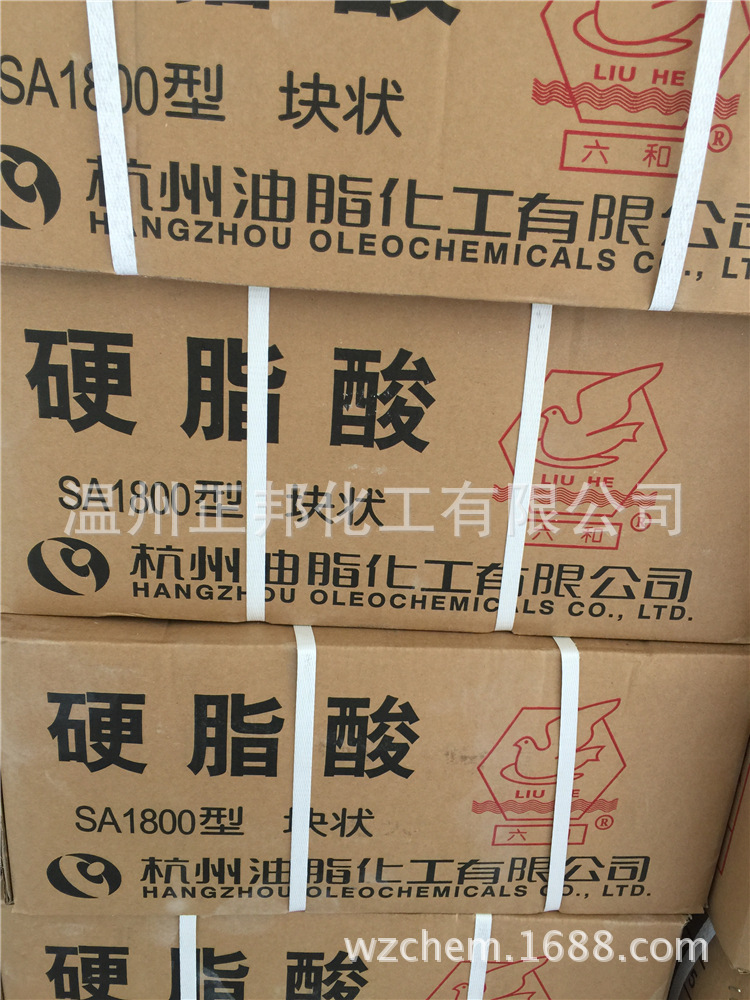 硬脂酸
LIU HE
SA1800型 块状
六和®
杭州油脂化工有限公司
HANGZHOU OLEOCHEMICALS CO., LTD.
硬脂酸
LIU HE
SA1800型 块状
六和®
温州正邦化工有限公司
杭州油脂化工有限公司
HANGZHOU OLEOCHEMICALS CO., LTD.
硬脂酸
LIU HE
SA1800型 块状
六和®
杭州油脂化工有限公司
HANGZHOU OLEOCHEMICALS CO., LTD.
硬脂酸
wzchem.1688.com